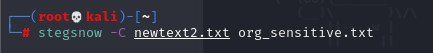 ┌──(root💀kali)-[~]
└─# stegsnow -C newtext2.txt org_sensitive.txt